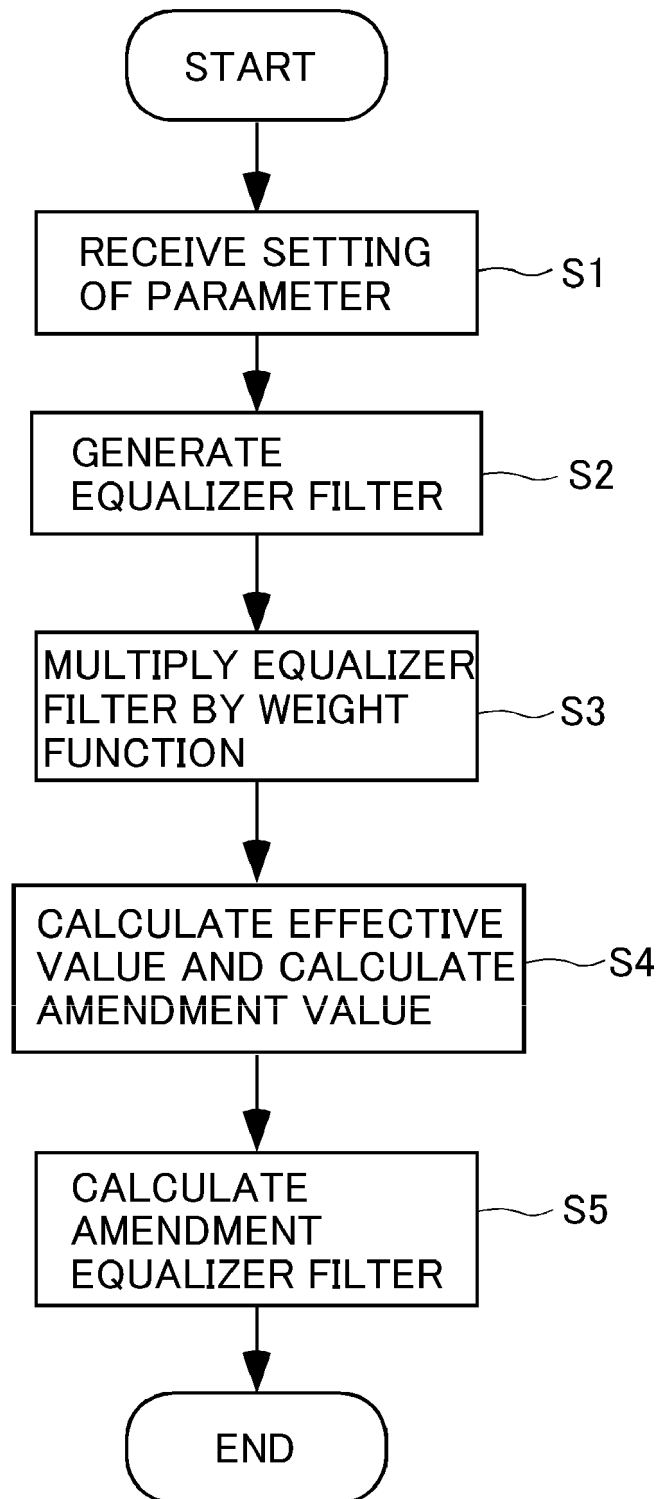 START
RECEIVE SETTING
OF PARAMETER
S1
GENERATE
EQUALIZER FILTER
S2
MULTIPLY EQUALIZER
FILTER BY WEIGHT
FUNCTION
S3
CALCULATE EFFECTIVE
VALUE AND CALCULATE
AMENDMENT VALUE
S4
CALCULATE
AMENDMENT
EQUALIZER FILTER
S5
END